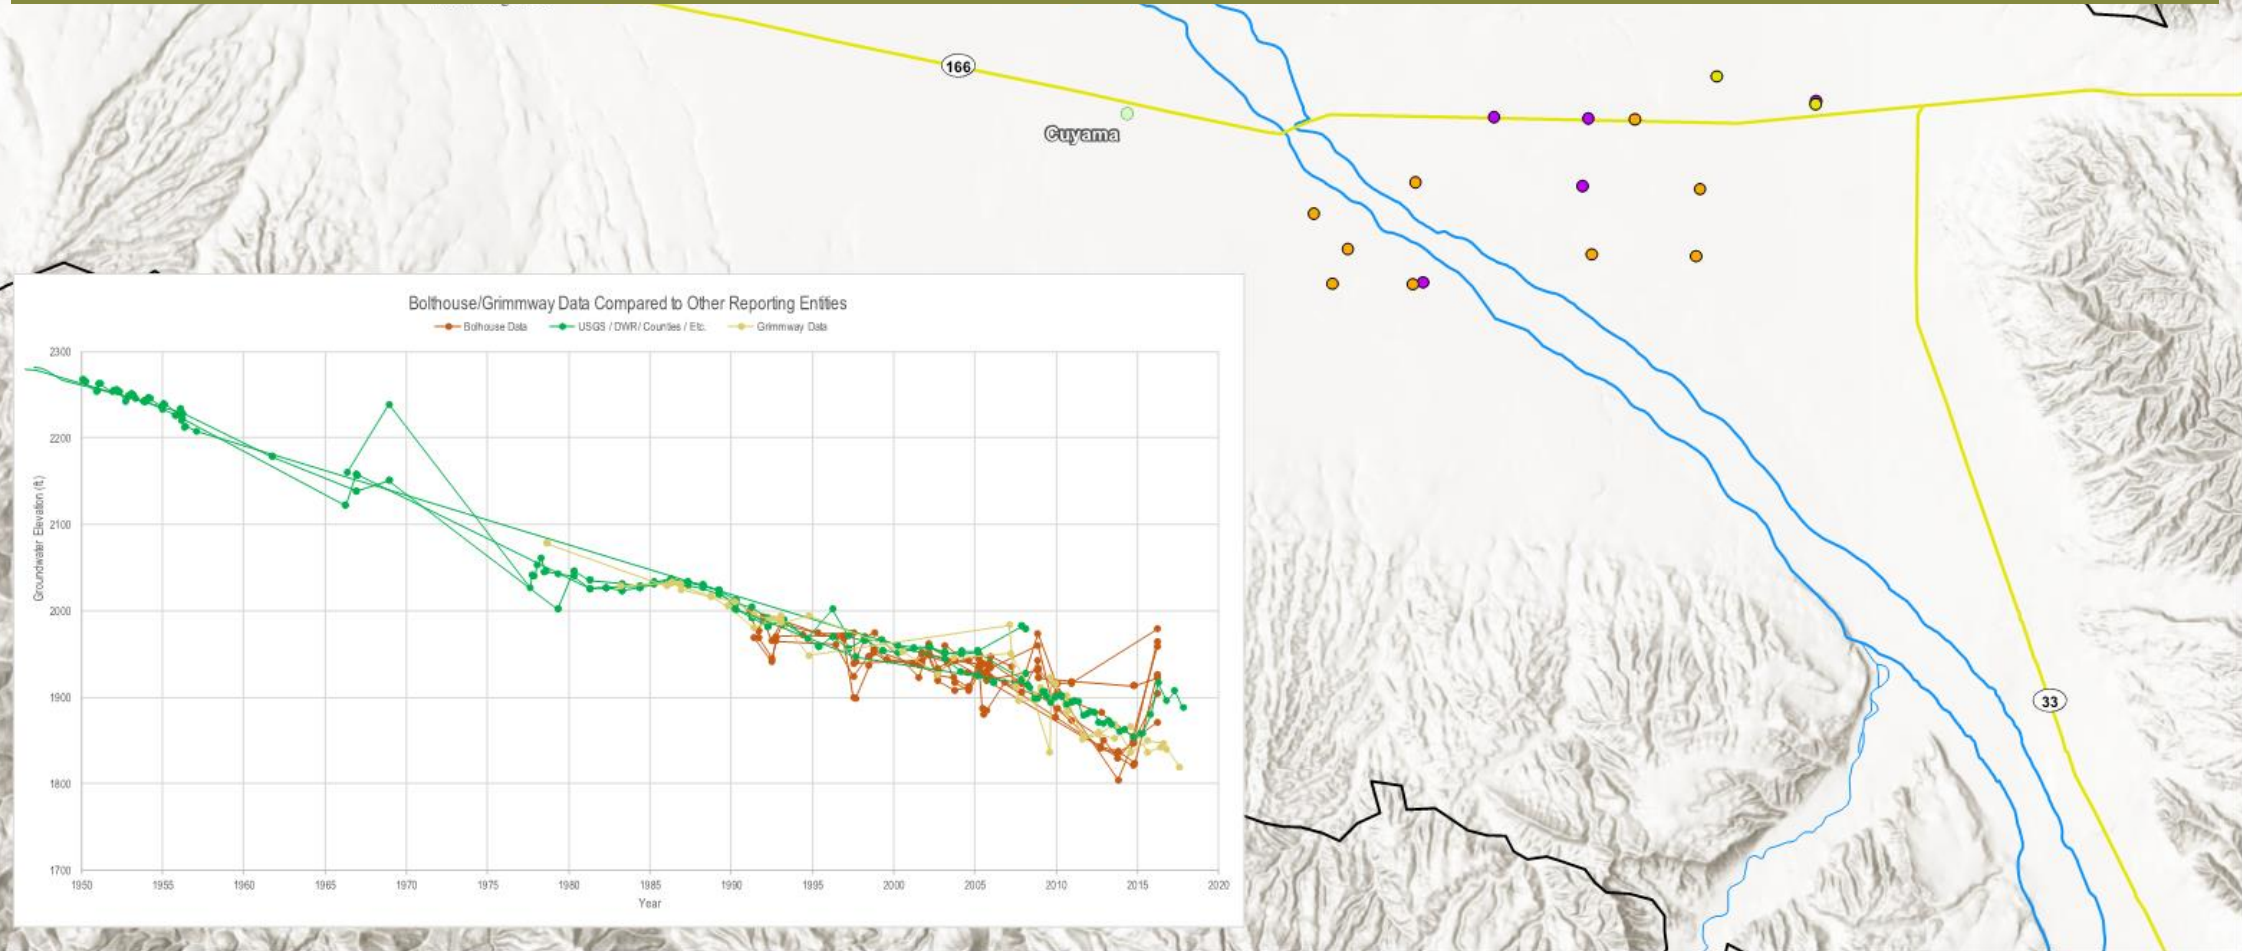 166
Cuyama
Bolthouse/Grimmway Data Compared to Other Reporting Entities
Bolhouse Data USGS / DWR/ Counties / Etc. Grimmway Data
2300
2200
2100
2000
1900
1800
1700
Groundwater Elevation (ft.)
1950 1955 1960 1965 1970 1975 1980 1985 1990 1995 2000 2005 2010 2015 2020
Year
33